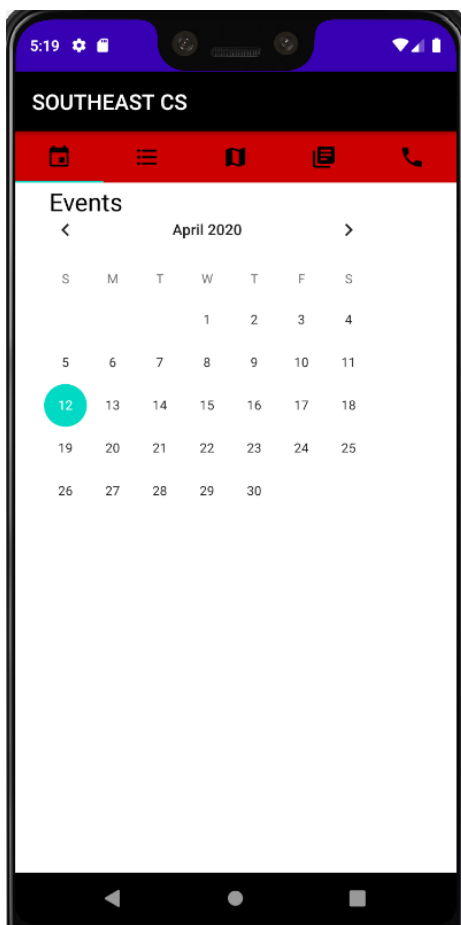 5:19
SOUTHEAST CS
Events
April 2020
S M T W T F S
1 2 3 4
5 6 7 8 9 10 11
12 13 14 15 16 17 18
19 20 21 22 23 24 25
26 27 28 29 30